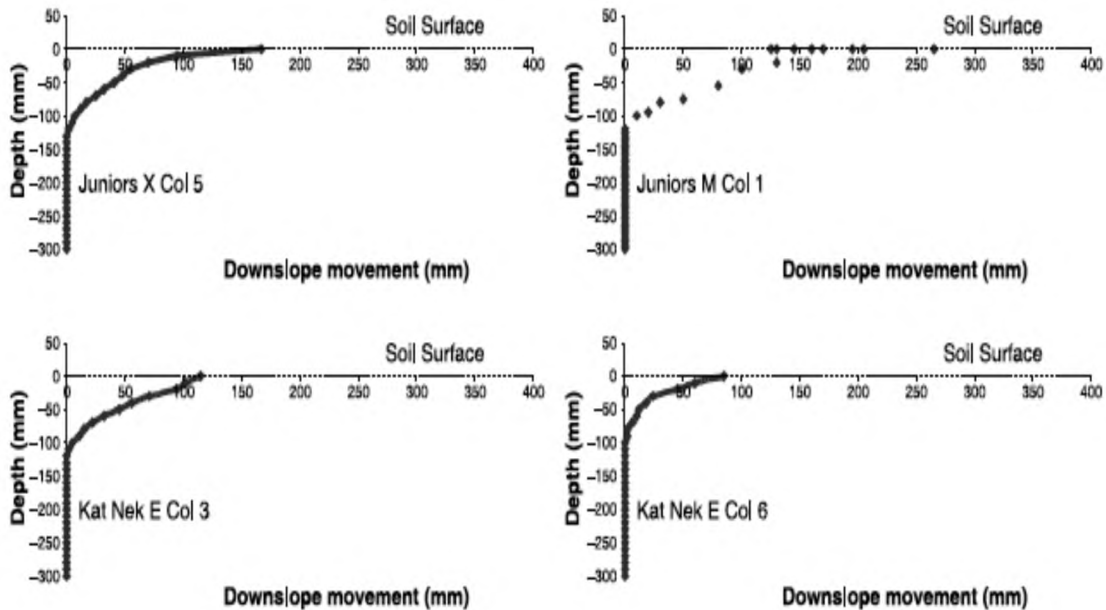 50 Soil Surface
0
0 50 100 150 200 250 300 350 400
–50
–100
–150
–200 Juniors X Col 5
–250
–300
Depth (mm)
Downslope movement (mm)
50 Soil Surface
0
0 50 100 150 200 250 300 350 400
–50
–100
–150
–200 Juniors M Col 1
–250
–300
Depth (mm)
Downslope movement (mm)
50 Soil Surface
0
0 50 100 150 200 250 300 350 400
–50
–100
–150
–200 Kat Nek E Col 3
–250
–300
Depth (mm)
Downslope movement (mm)
50 Soil Surface
0
0 50 100 150 200 250 300 350 400
–50
–100
–150
–200 Kat Nek E Col 6
–250
–300
Depth (mm)
Downslope movement (mm)